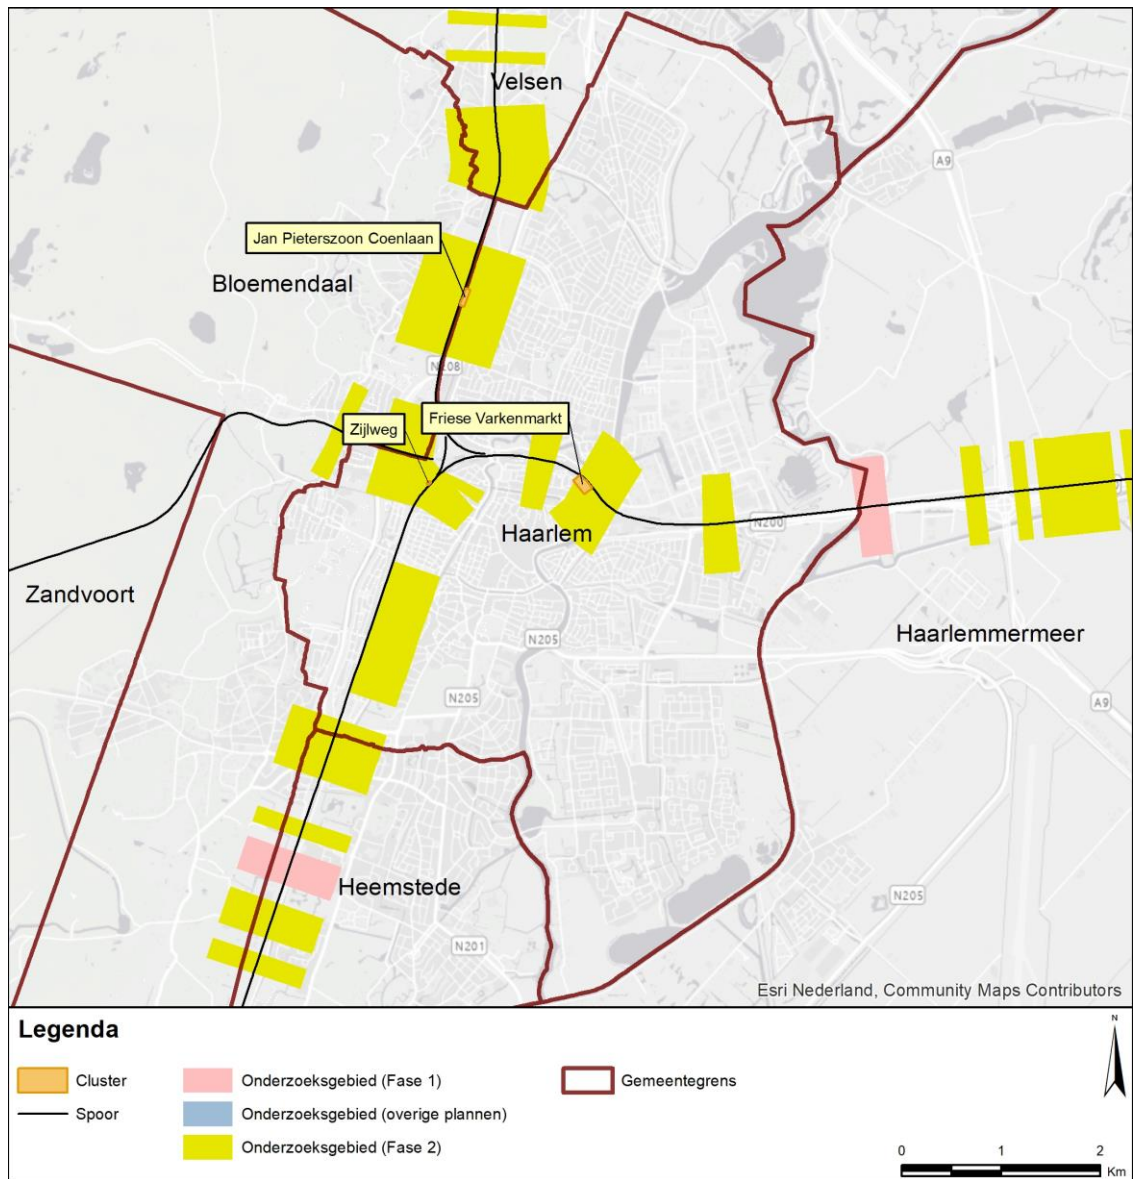 Velsen
A9
Jan Pieterszoon Coenlaan
Bloemendaal
N208
Friese Varkenmarkt
Zijlweg
N200
Haarlem
Zandvoort
N205
Haarlemmermeer
N205
A9
Heemstede
N205
N201
Esri Nederland, Community Maps Contributors
Legenda
N
Cluster
Onderzoeksgebied (Fase 1)
Gemeentegrens
Spoor
Onderzoeksgebied (overige plannen)
Onderzoeksgebied (Fase 2)
0 1 2
Km